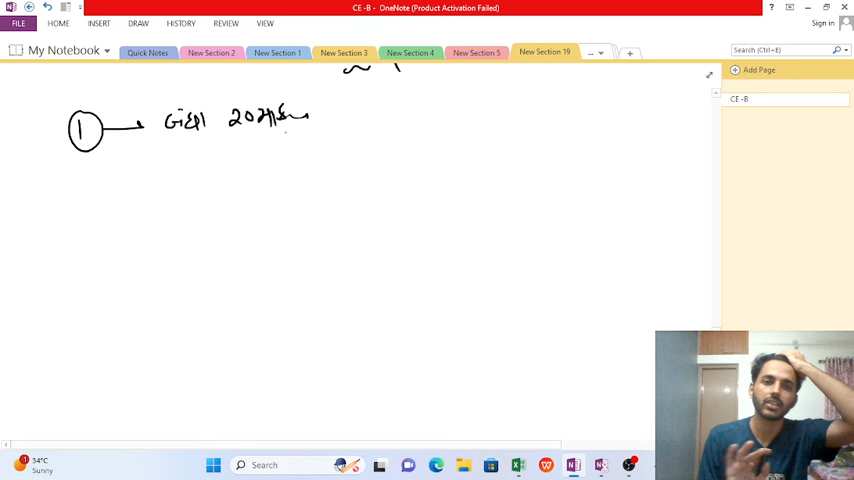 CE -B - OneNote (Product Activation Failed)
FILE HOME INSERT DRAW HISTORY REVIEW VIEW Sign in
My Notebook Quick Notes New Section 2 New Section 1 New Section 3 New Section 4 New Section 5 New Section 19 ... Search (Ctrl+E)
Add Page
CE -B
1
34°C
Sunny
Search